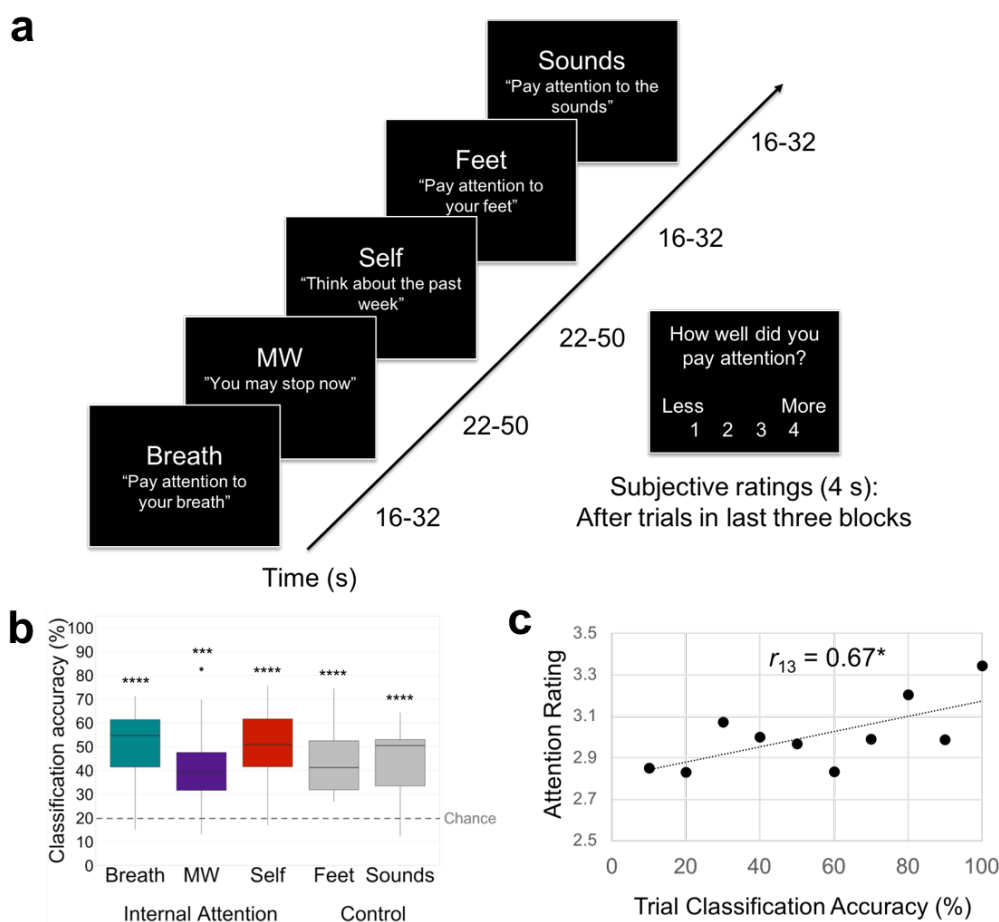 a
Sounds
“Pay attention to the
sounds”
16-32
Feet
“Pay attention to
your feet”
16-32
Self
“Think about the past
week”
22-50
MW
”You may stop now”
22-50
Breath
“Pay attention to
your breath”
16-32
Time (s)
How well did you
pay attention?
Less More
1 2 3 4
Subjective ratings (4 s):
After trials in last three blocks
b
Classification accuracy (%)
100
90
80
70
60
50
40
30
20
10
0
****
***
****
****
****
Chance
Breath MW Self Feet Sounds
Internal Attention Control
c
Attention Rating
3.5
3.3
3.1
2.9
2.7
2.5
r13 = 0.67*
0 20 40 60 80 100
Trial Classification Accuracy (%)